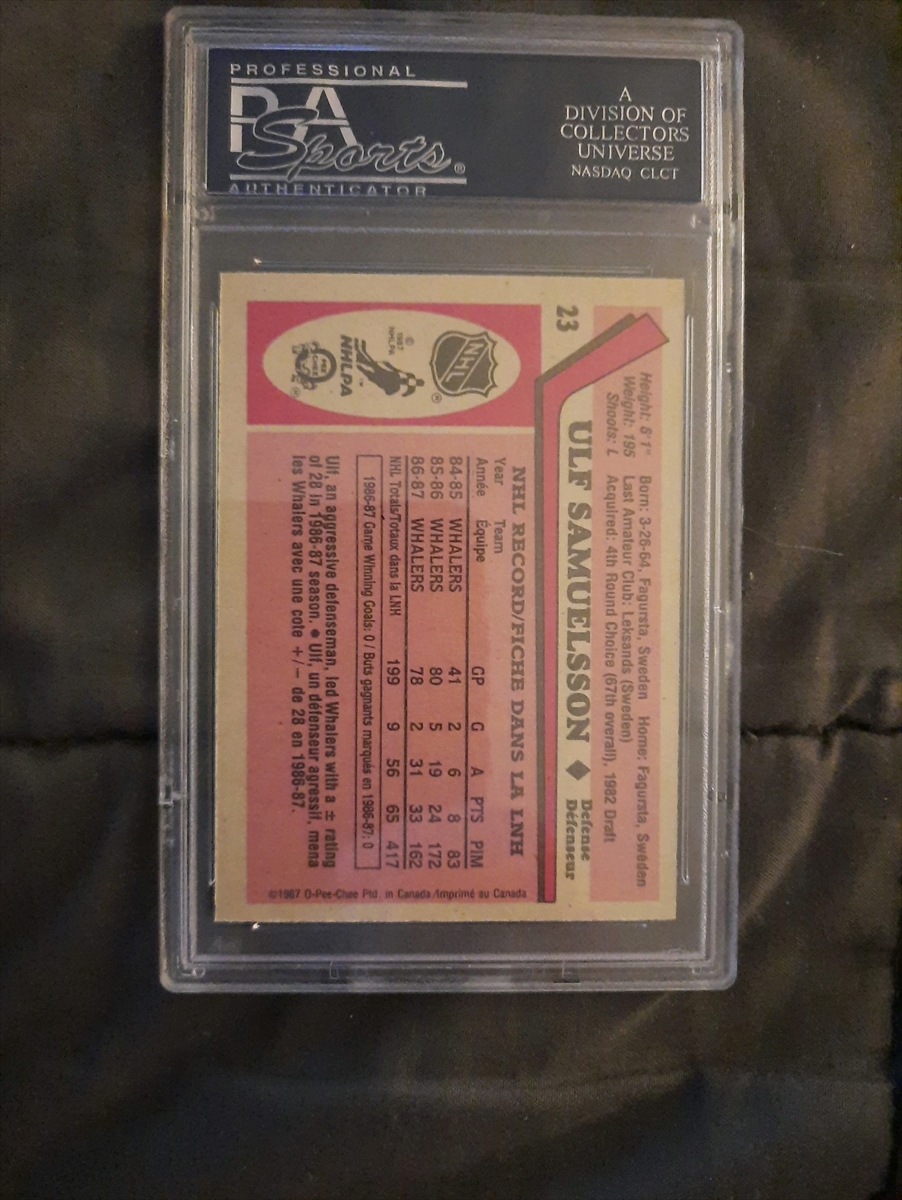 PROFESSIONAL
PSA
Sports®
AUTHENTICATOR
A
DIVISION OF
COLLECTORS
UNIVERSE
NASDAQ CLCT
23
Height: 6'1" Born: 3-26-64, Fagursta, Sweden Home: Fagursta, Sweden
Weight: 195 Last Amateur Club: Leksands (Sweden)
Shoots: L Acquired: 4th Round Choice (67th overall), 1982 Draft
ULF SAMUELSSON ♦ Defense
Défenseur
NHL RECORD/FICHE DANS LA LNH
Year Team
Année Équipe GP G A PTS PIM
84-85 WHALERS 41 2 6 8 83
85-86 WHALERS 80 5 19 24 172
86-87 WHALERS 78 2 31 33 162
NHL Totals/Totaux dans la LNH 199 9 56 65 417
1986-87 Game Winning Goals: 0 / Buts gagnants marqués en 1986-87: 0
Ulf, an aggressive defenseman, led Whalers with a ± rating
of 28 in 1986-87 season. ● Ulf, un défenseur agressif, mena
les Whalers avec une cote +/− de 28 en 1986-87.
NHL ®
© 1987
NHLPA
NHLPA ™
O-PEE-CHEE ®
©1987 O-Pee-Chee Ptd. in Canada/Imprimé au Canada